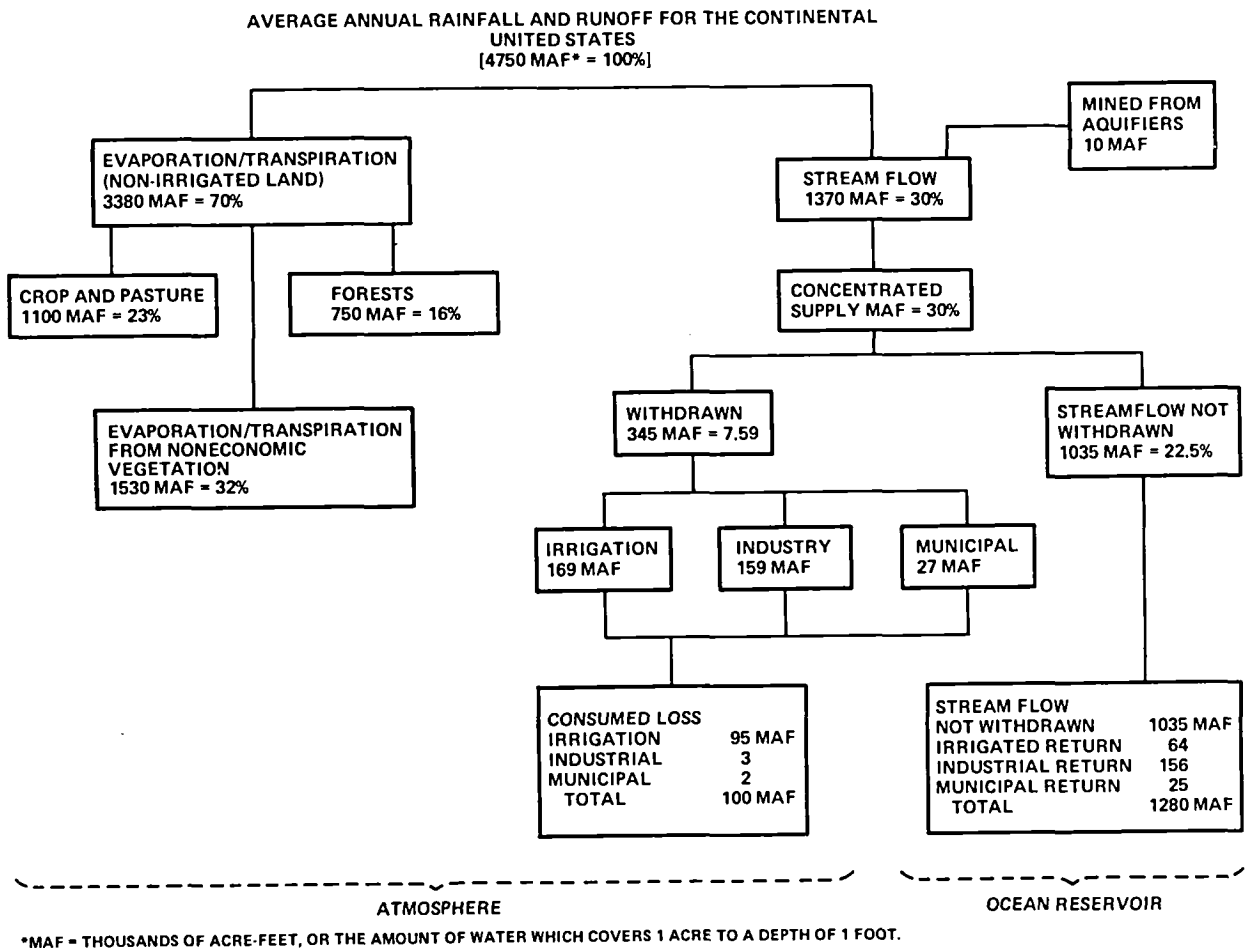 AVERAGE ANNUAL RAINFALL AND RUNOFF FOR THE CONTINENTAL
UNITED STATES
[4750 MAF* = 100%]
MINED FROM
AQUIFIERS
10 MAF
EVAPORATION/TRANSPIRATION
(NON-IRRIGATED LAND)
3380 MAF = 70%
STREAM FLOW
1370 MAF = 30%
CROP AND PASTURE
1100 MAF = 23%
FORESTS
750 MAF = 16%
CONCENTRATED
SUPPLY MAF = 30%
EVAPORATION/TRANSPIRATION
FROM NONECONOMIC
VEGETATION
1530 MAF = 32%
WITHDRAWN
345 MAF = 7.59
STREAMFLOW NOT
WITHDRAWN
1035 MAF = 22.5%
IRRIGATION
169 MAF
INDUSTRY
159 MAF
MUNICIPAL
27 MAF
CONSUMED LOSS
IRRIGATION 95 MAF
INDUSTRIAL 3
MUNICIPAL 2
TOTAL 100 MAF
STREAM FLOW
NOT WITHDRAWN 1035 MAF
IRRIGATED RETURN 64
INDUSTRIAL RETURN 156
MUNICIPAL RETURN 25
TOTAL 1280 MAF
ATMOSPHERE
OCEAN RESERVOIR
*MAF = THOUSANDS OF ACRE-FEET, OR THE AMOUNT OF WATER WHICH COVERS 1 ACRE TO A DEPTH OF 1 FOOT.